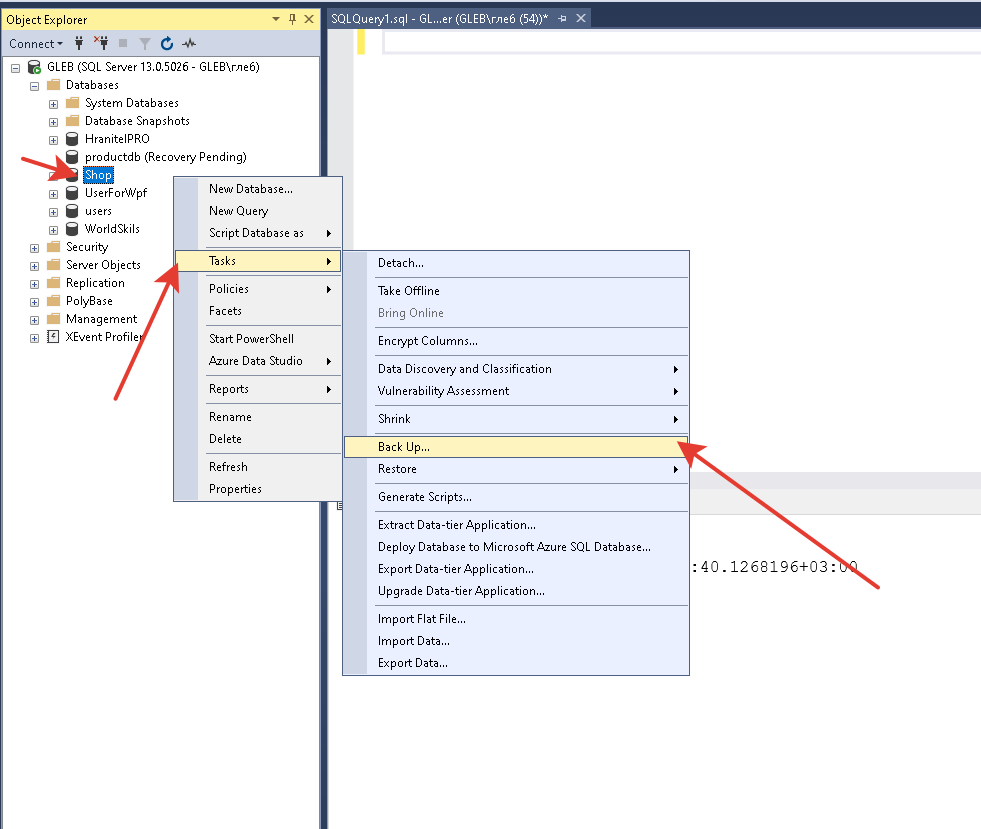 Object Explorer
Connect
GLEB (SQL Server 13.0.5026 - GLEB\глеб)
Databases
System Databases
Database Snapshots
HranitelPRO
productdb (Recovery Pending)
Shop
UserForWpf
users
WorldSkils
Security
Server Objects
Replication
PolyBase
Management
XEvent Profiler
SQLQuery1.sql - GL...er (GLEB\глеб (54))*
New Database...
New Query
Script Database as
Tasks
Policies
Facets
Start PowerShell
Azure Data Studio
Reports
Rename
Delete
Refresh
Properties
Detach...
Take Offline
Bring Online
Encrypt Columns...
Data Discovery and Classification
Vulnerability Assessment
Shrink
Back Up...
Restore
Generate Scripts...
Extract Data-tier Application...
Deploy Database to Microsoft Azure SQL Database...
Export Data-tier Application...
Upgrade Data-tier Application...
Import Flat File...
Import Data...
Export Data...
:40.1268196+03:00